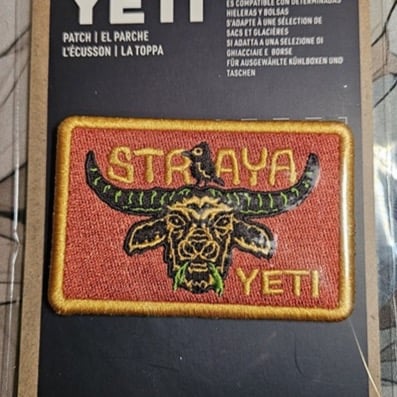 YETI
PATCH | EL PARCHE
L'ÉCUSSON | LA TOPPA
ES COMPATIBLE CON DETERMINADAS
HIELERAS Y BOLSAS
S'ADAPTE À UNE SÉLECTION DE
SACS ET GLACIÈRES
SI ADATTA A UNA SELEZIONE DI
GHIACCIAIE E BORSE
FÜR AUSGEWÄHLTE KÜHLBOXEN UND
TASCHEN
STRAYA
YETI